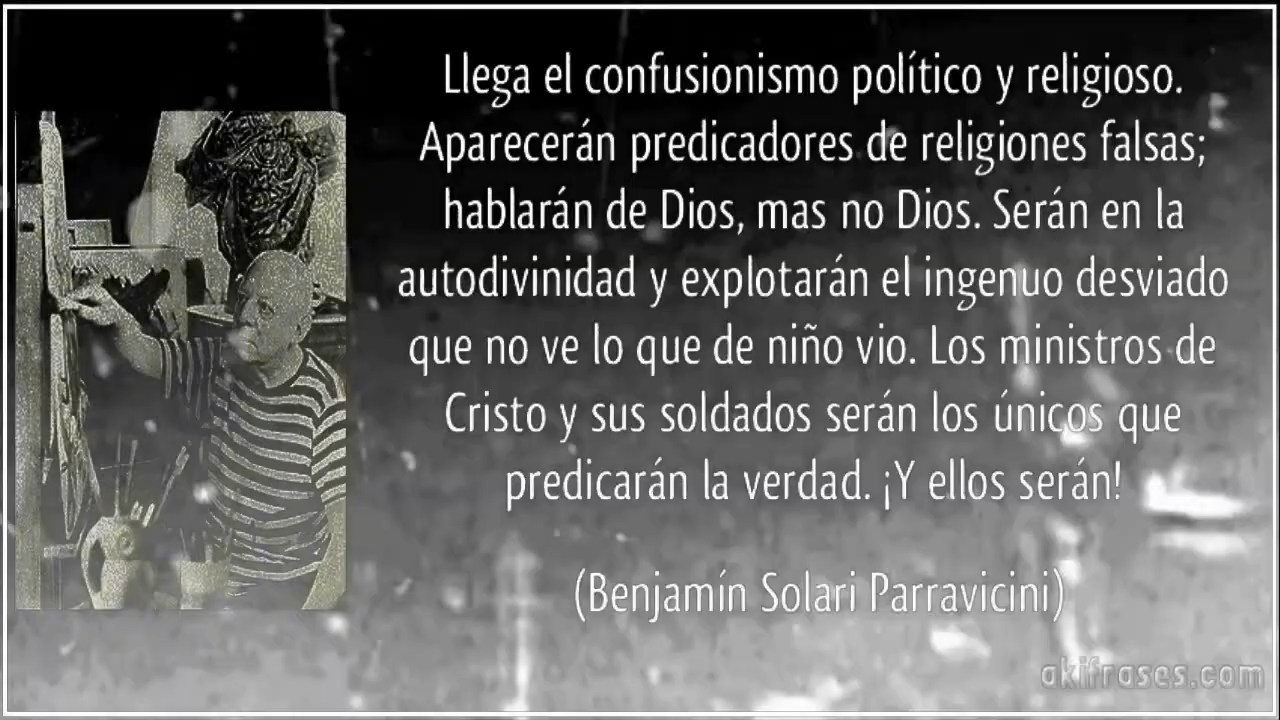 Llega el confusionismo político y religioso.
Aparecerán predicadores de religiones falsas;
hablarán de Dios, mas no Dios. Serán en la
autodivinidad y explotarán el ingenuo desviado
que no ve lo que de niño vio. Los ministros de
Cristo y sus soldados serán los únicos que
predicarán la verdad. ¡Y ellos serán!
(Benjamín Solari Parravicini)
akifrases.com